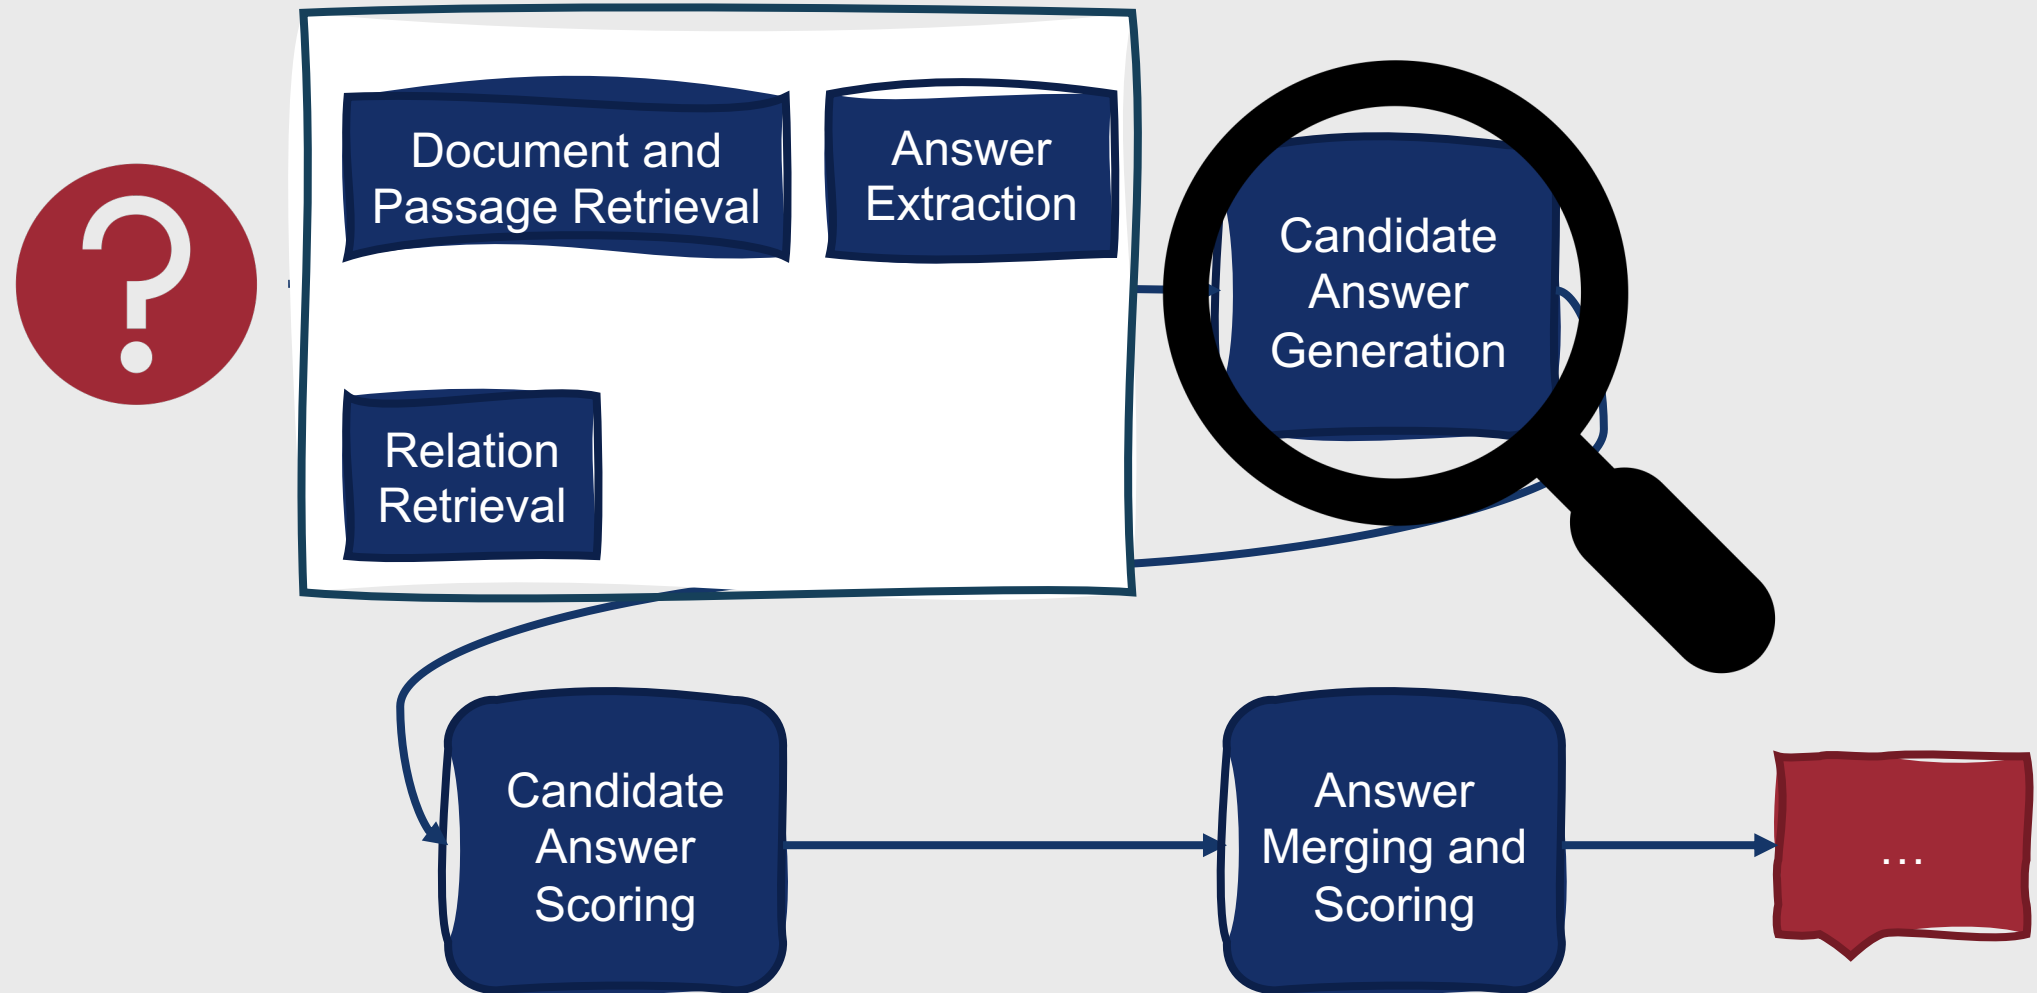 ?
Document and
Passage Retrieval
Answer
Extraction
Relation
Retrieval
Candidate
Answer
Generation
Candidate
Answer
Scoring
Answer
Merging and
Scoring
...